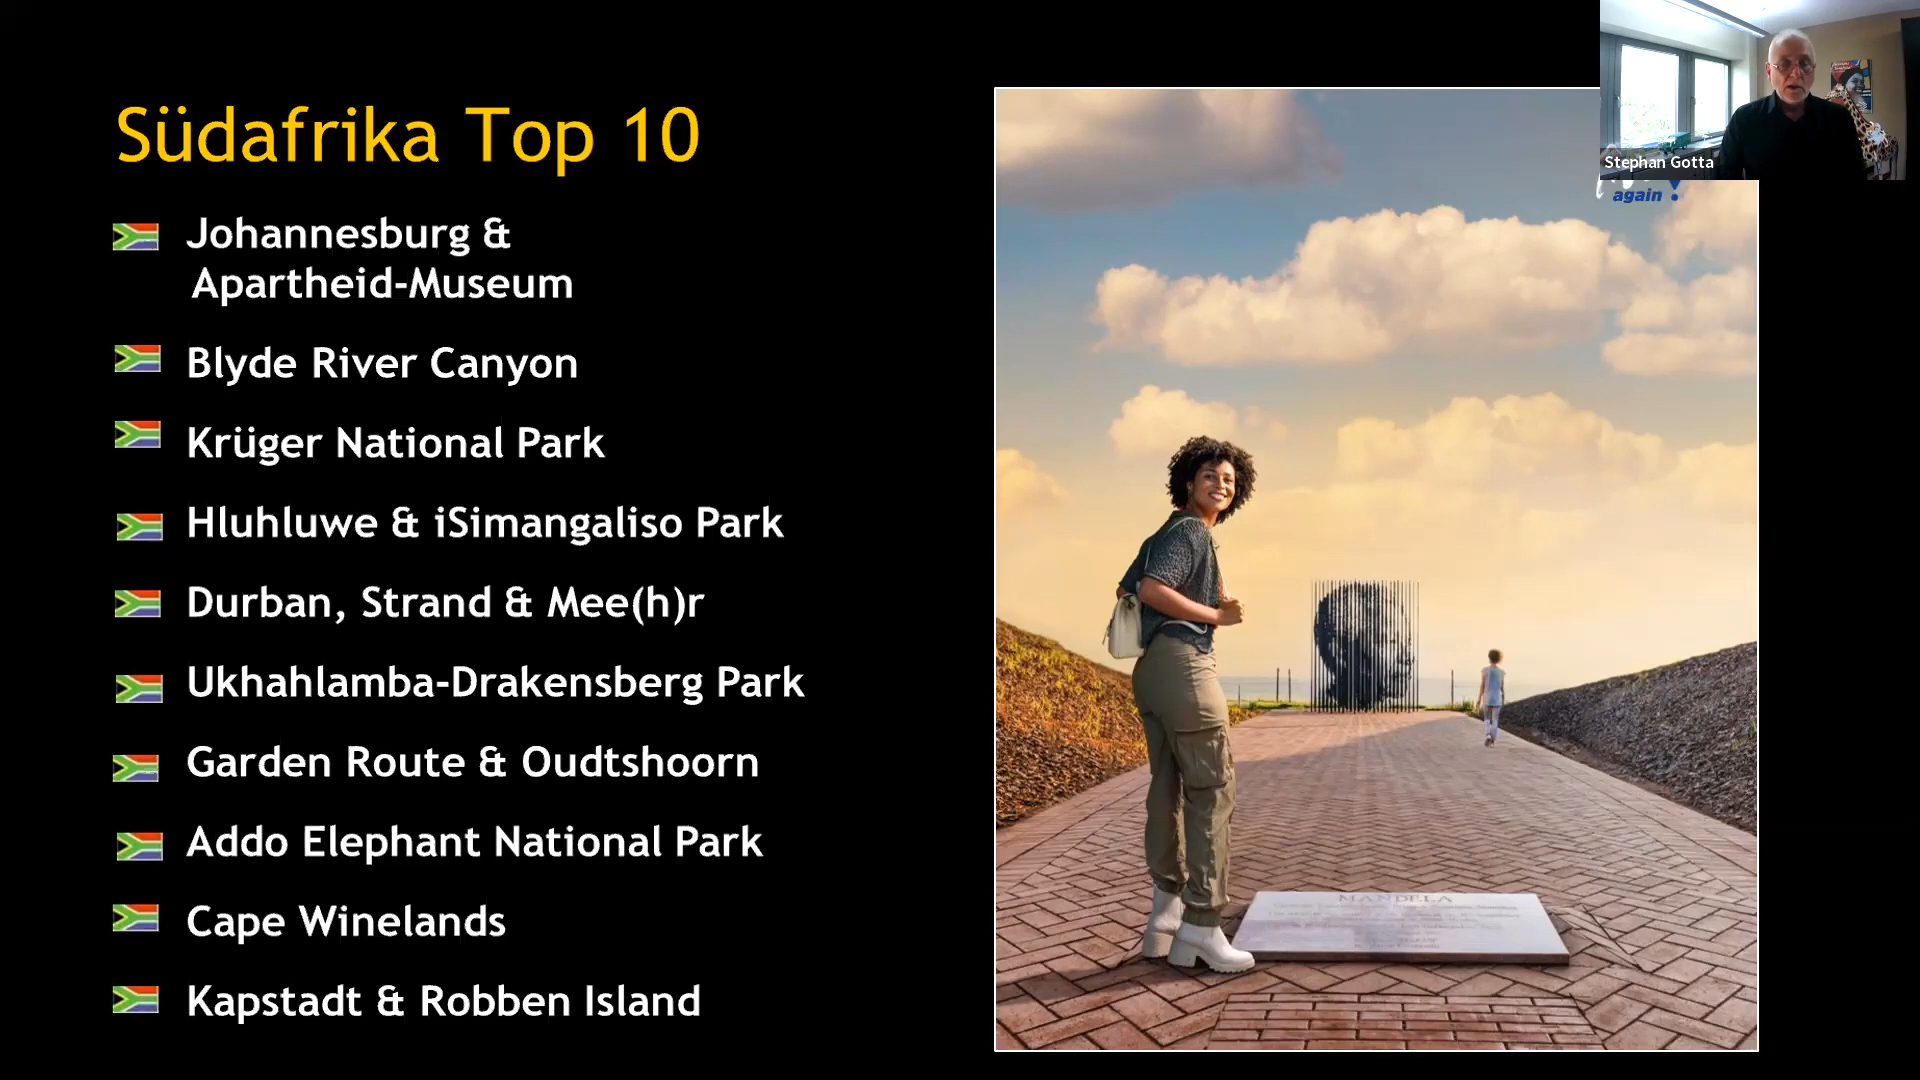 Südafrika Top 10
Johannesburg &
Apartheid-Museum
Blyde River Canyon
Krüger National Park
Hluhluwe & iSimangaliso Park
Durban, Strand & Mee(h)r
Ukhahlamba-Drakensberg Park
Garden Route & Oudtshoorn
Addo Elephant National Park
Cape Winelands
Kapstadt & Robben Island
Stephan Gotta
again !
MANDELA